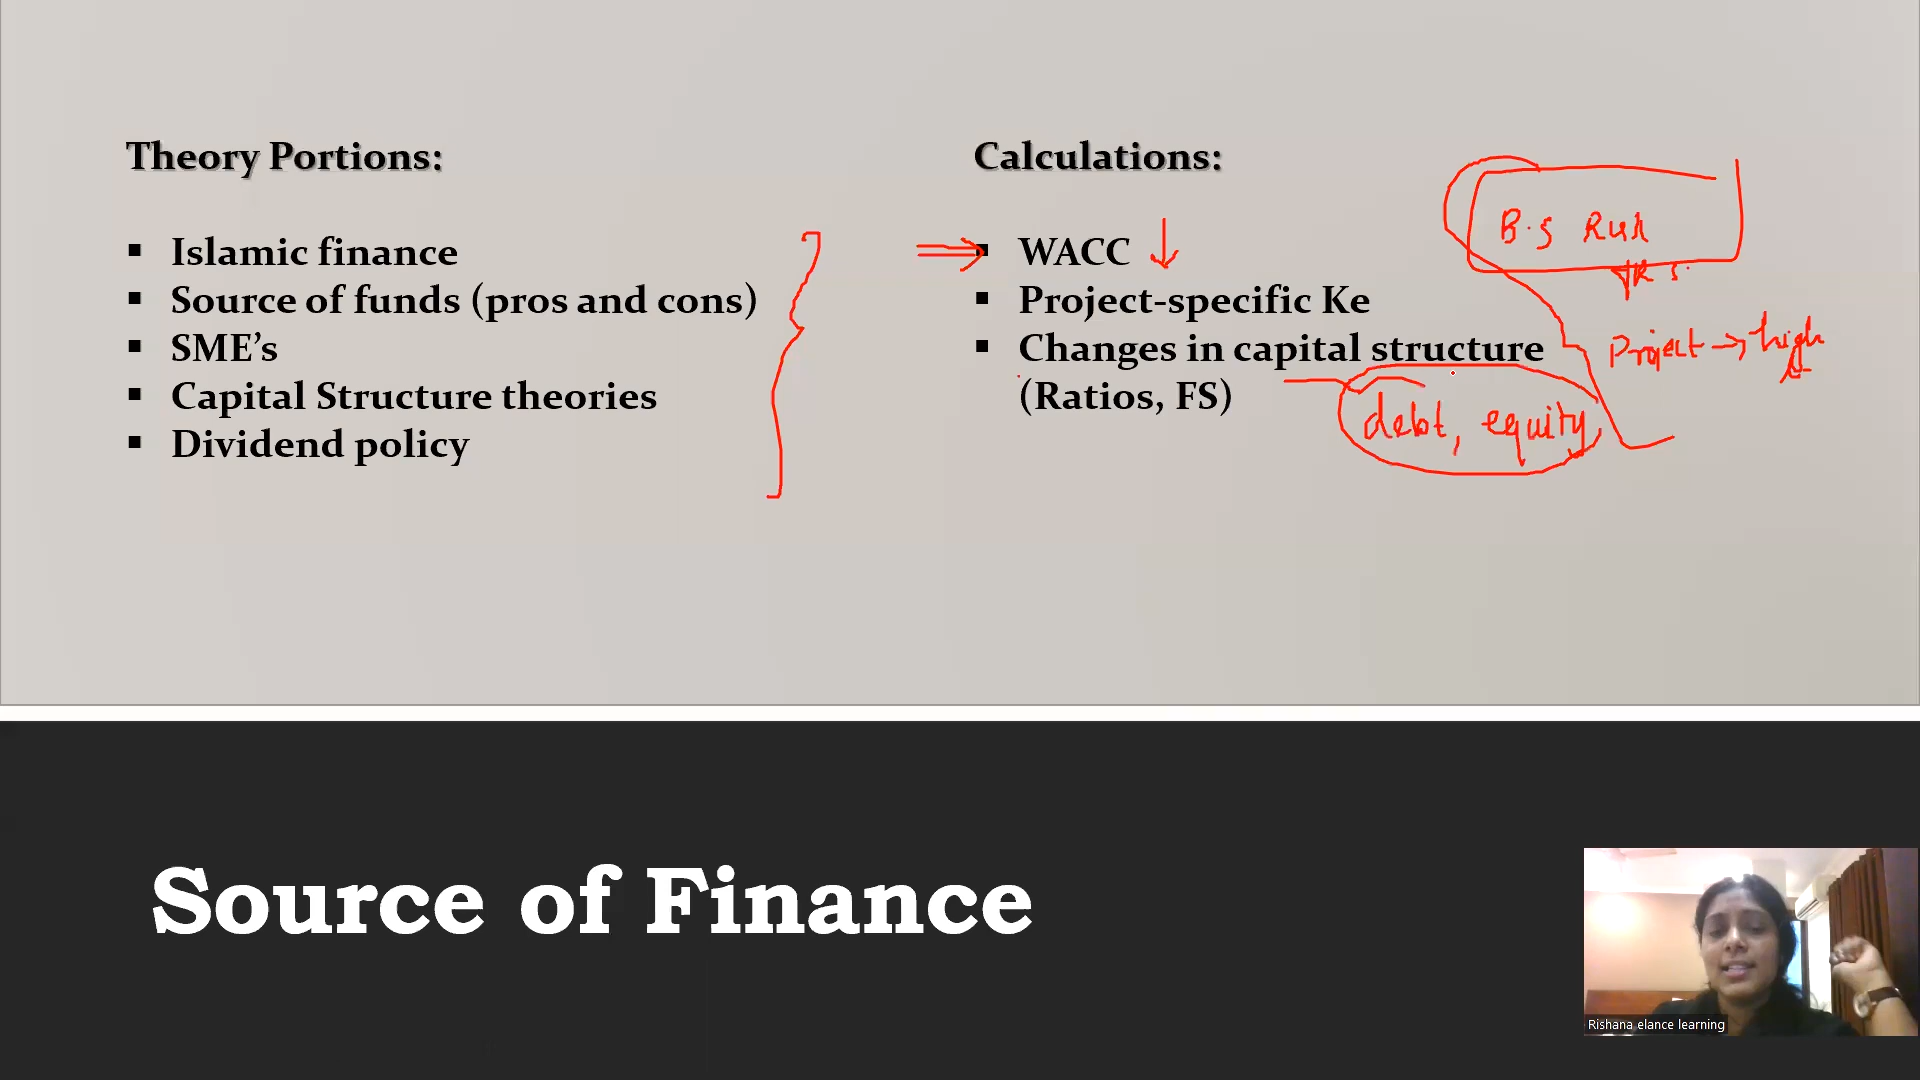 Theory Portions:
▪ Islamic finance
▪ Source of funds (pros and cons)
▪ SME’s
▪ Capital Structure theories
▪ Dividend policy
Calculations:
▪ WACC ↓
▪ Project-specific Ke
▪ Changes in capital structure
(Ratios, FS)
B.S
Project → high
debt, equity
Source of Finance
Rishana elance learning